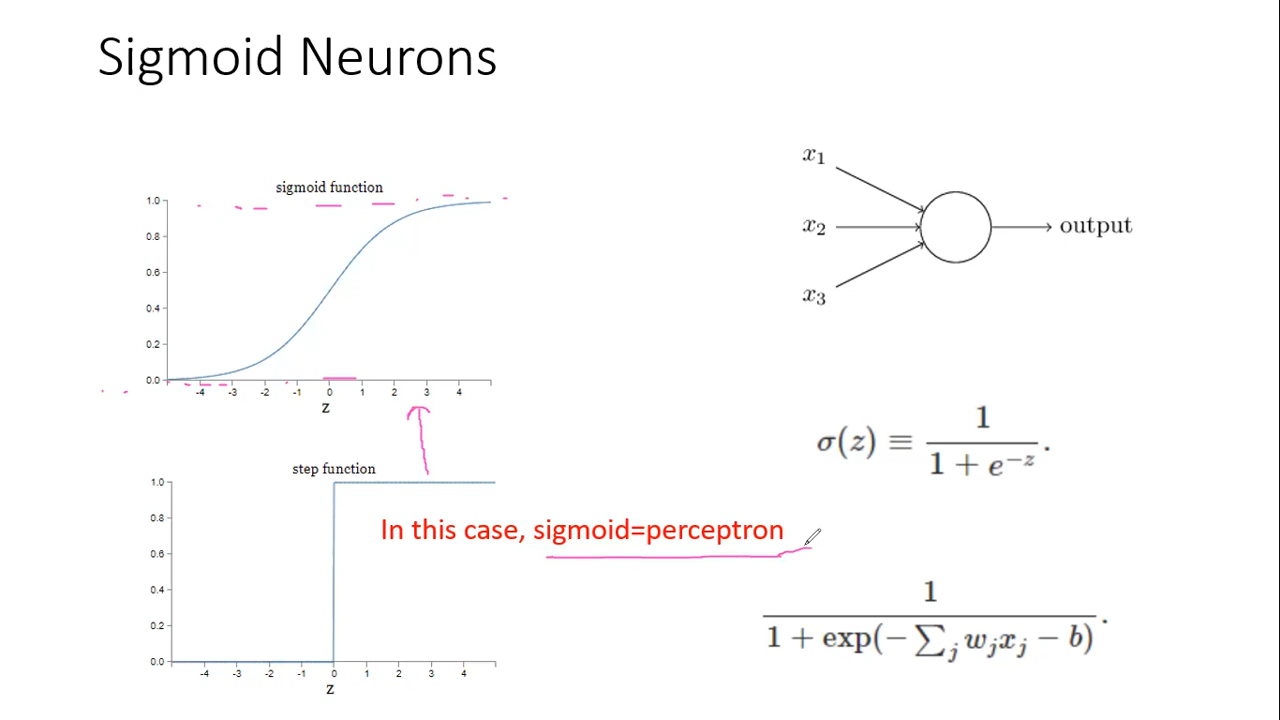 Sigmoid Neurons
sigmoid function
1.0
0.8
0.6
0.4
0.2
0.0
-4 -3 -2 -1 0 1 2 3 4
z
step function
1.0
0.8
0.6
0.4
0.2
0.0
-4 -3 -2 -1 0 1 2 3 4
z
In this case, sigmoid=perceptron
x₁
x₂
x₃
output
σ(z) ≡ 1 / (1 + e^{−z}).
1 / (1 + exp(−∑ⱼ wⱼxⱼ − b)).